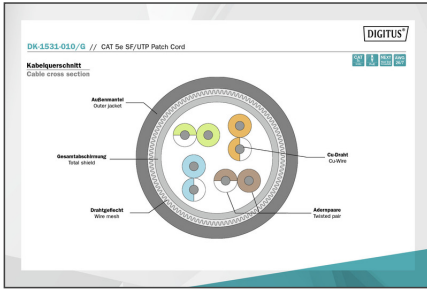 DIGITUS®
DK-1531-010/G // CAT 5e SF/UTP Patch Cord
Kabelquerschnitt
Cable cross section
Außenmantel
Outer jacket
Gesamtabschirmung
Total shield
Cu-Draht
Cu-Wire
Drahtgeflecht
Wire mesh
Aderspaare
Twisted pair